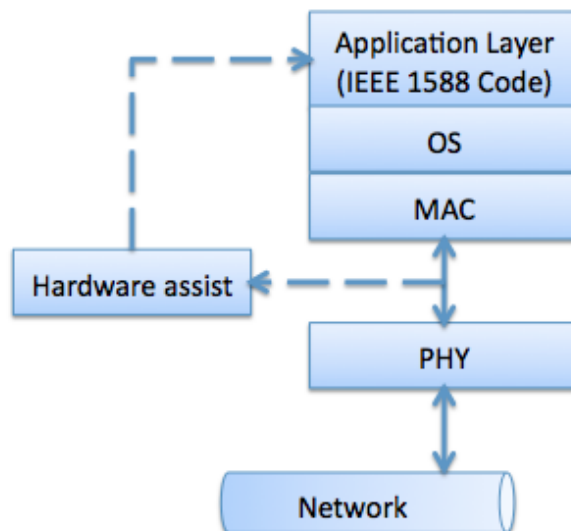 Application Layer
(IEEE 1588 Code)
OS
MAC
Hardware assist
PHY
Network